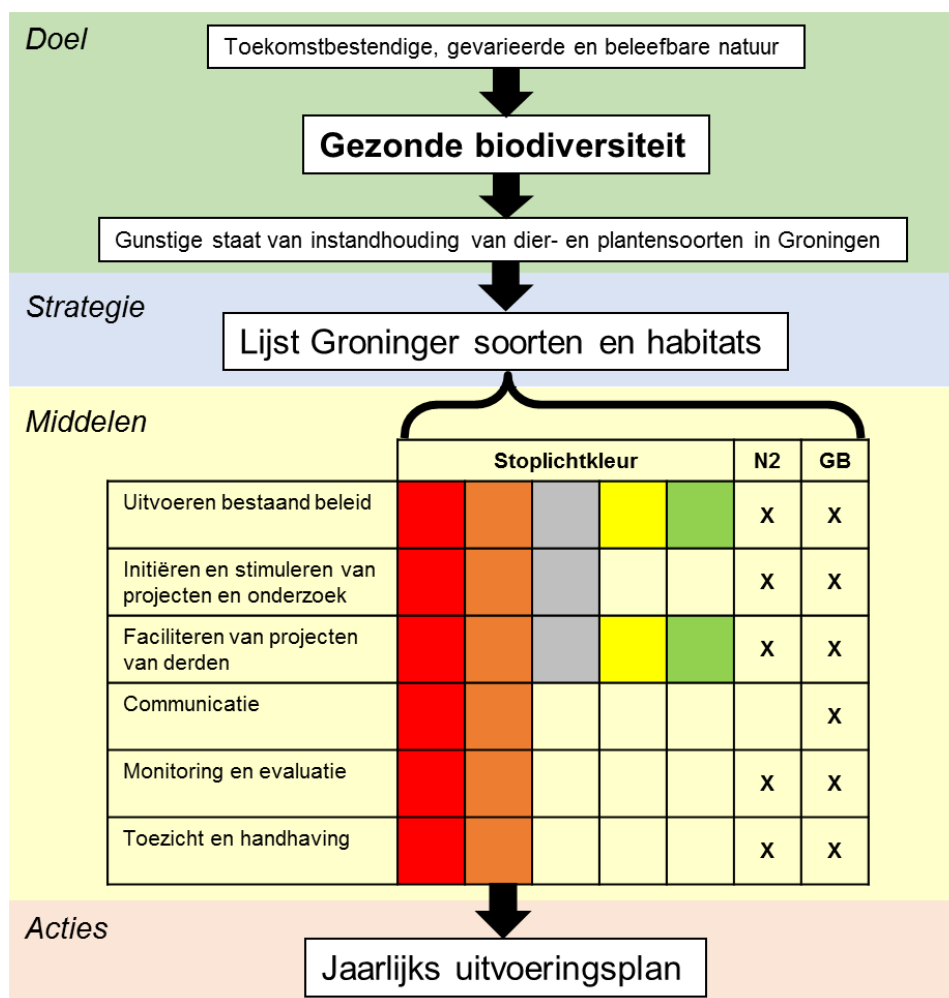 Doel
Toekomstbestendige, gevarieerde en beleefbare natuur
Gezonde biodiversiteit
Gunstige staat van instandhouding van dier- en plantensoorten in Groningen
Strategie
Lijst Groninger soorten en habitats
Middelen
Stoplichtkleur N2 GB
Uitvoeren bestaand beleid X X
Initiëren en stimuleren van
projecten en onderzoek X X
Faciliteren van projecten
van derden X X
Communicatie X
Monitoring en evaluatie X X
Toezicht en handhaving X X
Acties
Jaarlijks uitvoeringsplan